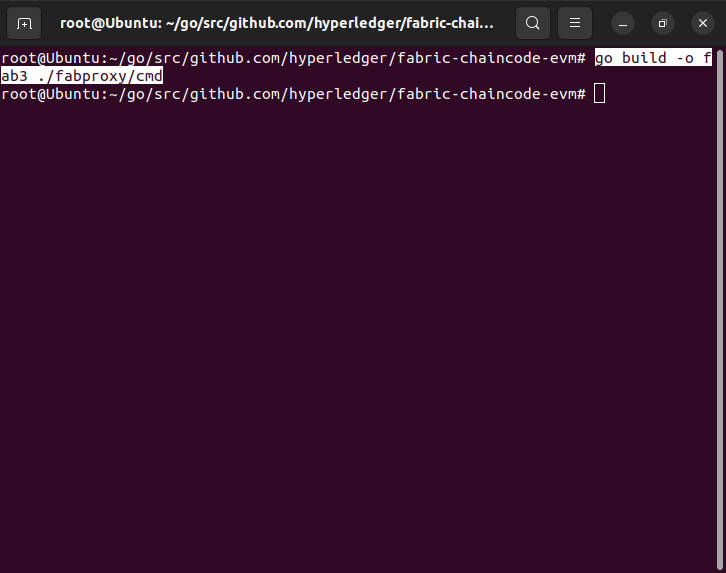 root@Ubuntu: ~/go/src/github.com/hyperledger/fabric-chain...
root@Ubuntu:~/go/src/github.com/hyperledger/fabric-chaincode-evm# go build -o f
ab3 ./fabproxy/cmd
root@Ubuntu:~/go/src/github.com/hyperledger/fabric-chaincode-evm#